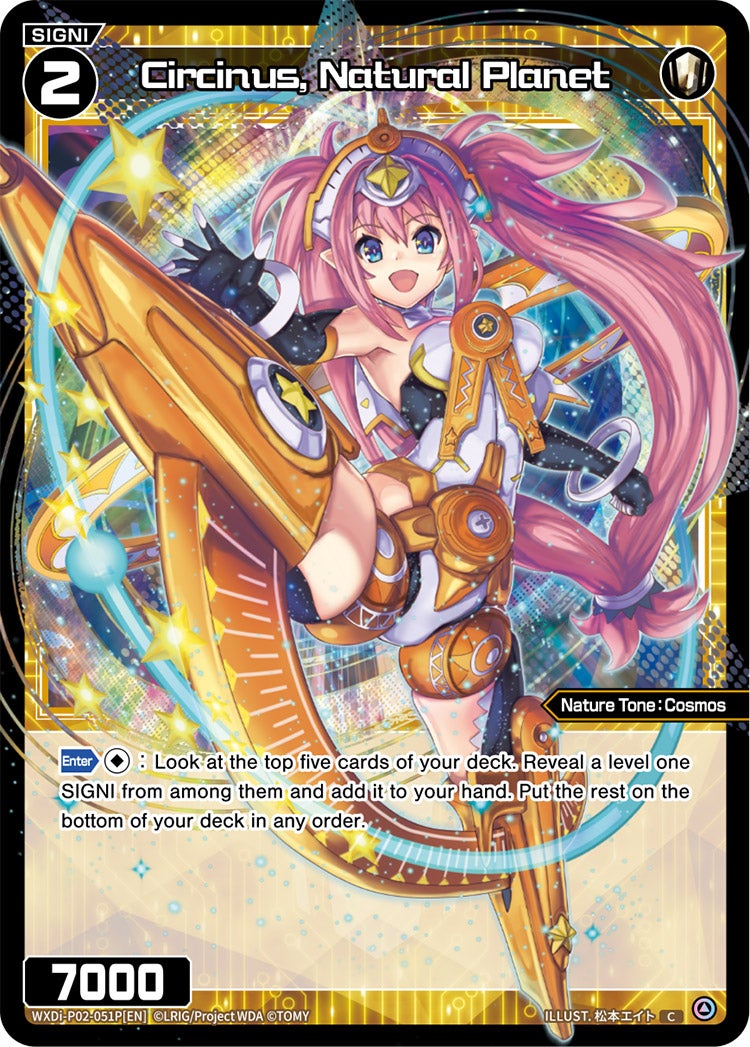 SIGNI
2
Circinus, Natural Planet
Nature Tone:Cosmos
Enter : Look at the top five cards of your deck. Reveal a level one
SIGNI from among them and add it to your hand. Put the rest on the
bottom of your deck in any order.
7000
WXDi-P02-051P[EN] ©LRIG/Project WDA ©TOMY
ILLUST. 松本エイト C